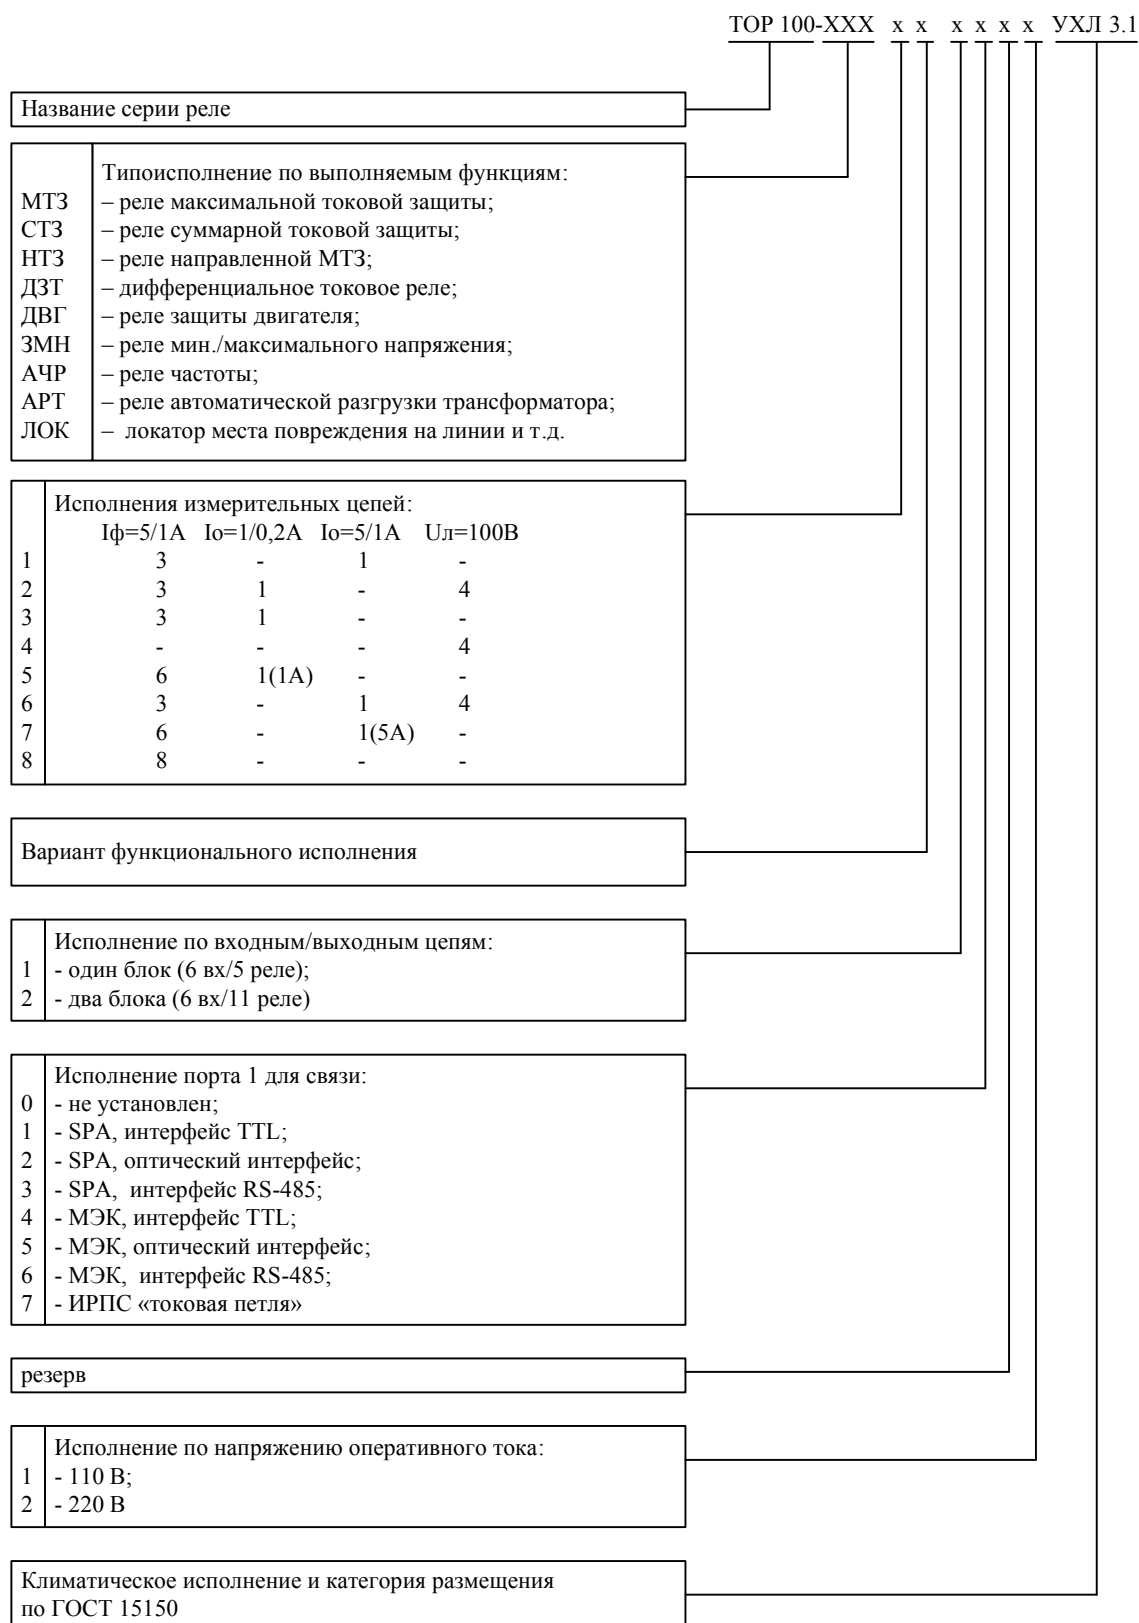 ТОР 100-ХХХ х х х х х х УХЛ 3.1
Название серии реле
Типоисполнение по выполняемым функциям:
МТЗ – реле максимальной токовой защиты;
СТЗ – реле суммарной токовой защиты;
НТЗ – реле направленной МТЗ;
ДЗТ – дифференциальное токовое реле;
ДВГ – реле защиты двигателя;
ЗМН – реле мин./максимального напряжения;
АЧР – реле частоты;
АРТ – реле автоматической разгрузки трансформатора;
ЛОК – локатор места повреждения на линии и т.д.
Исполнения измерительных цепей:
Iф=5/1А Io=1/0,2А Io=5/1А Uл=100В
1 3 - 1 -
2 3 1 - 4
3 3 1 - -
4 - - - 4
5 6 1(1А) - -
6 3 - 1 4
7 6 - 1(5А) -
8 8 - - -
Вариант функционального исполнения
Исполнение по входным/выходным цепям:
1 - один блок (6 вх/5 реле);
2 - два блока (6 вх/11 реле)
Исполнение порта 1 для связи:
0 - не установлен;
1 - SPA, интерфейс TTL;
2 - SPA, оптический интерфейс;
3 - SPA, интерфейс RS-485;
4 - МЭК, интерфейс TTL;
5 - МЭК, оптический интерфейс;
6 - МЭК, интерфейс RS-485;
7 - ИРПС «токовая петля»
резерв
Исполнение по напряжению оперативного тока:
1 - 110 В;
2 - 220 В
Климатическое исполнение и категория размещения
по ГОСТ 15150